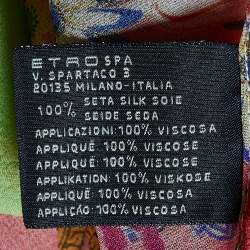 ETRO SPA
V. SPARTACO 3
20135 MILANO-ITALIA
100% SETA SILK SOIE
SEIDE SEDA
APPLICAZIONI: 100% VISCOSA
APPLIQUÉ 100% VISCOSE
APPLIQUÉ: 100% VISCOSE
APPLIKATION: 100% VISKOSE
APPLIQUÉ: 100% VISCOSA
APLICAÇÃO : 100% VISCOSA